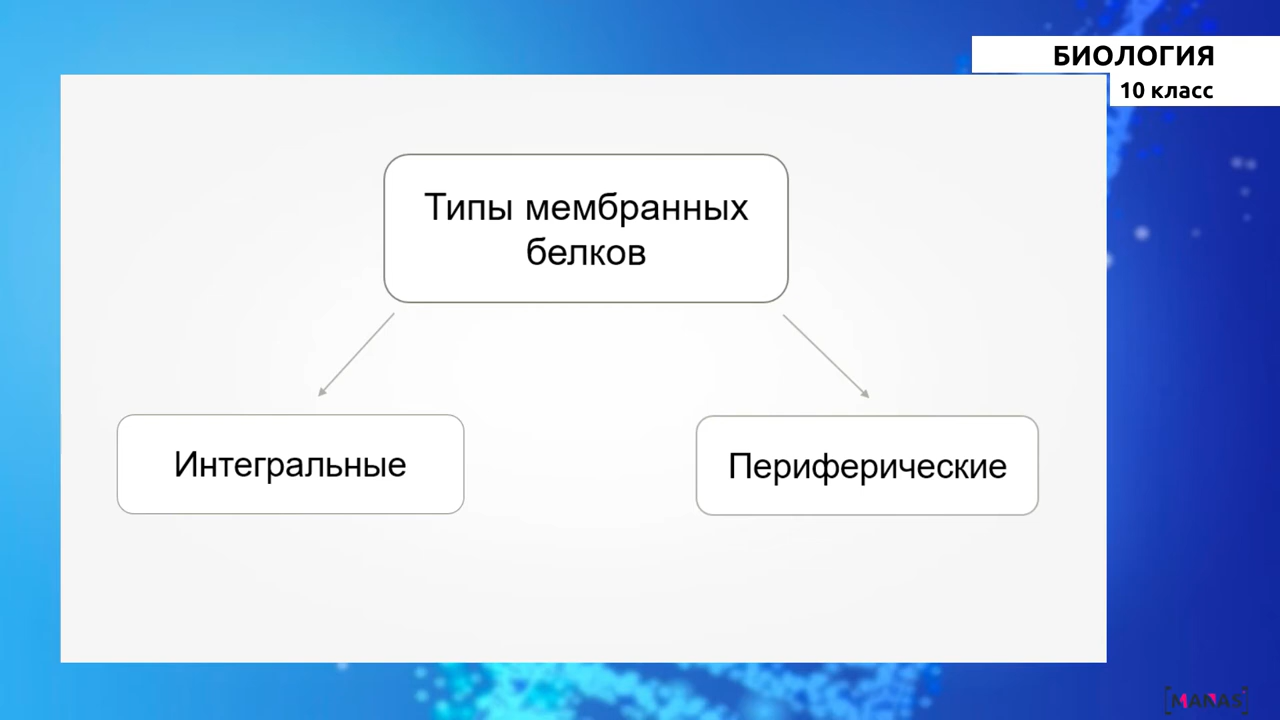 БИОЛОГИЯ
10 класс
Типы мембранных
белков
Интегральные
Периферические
[MANAS]